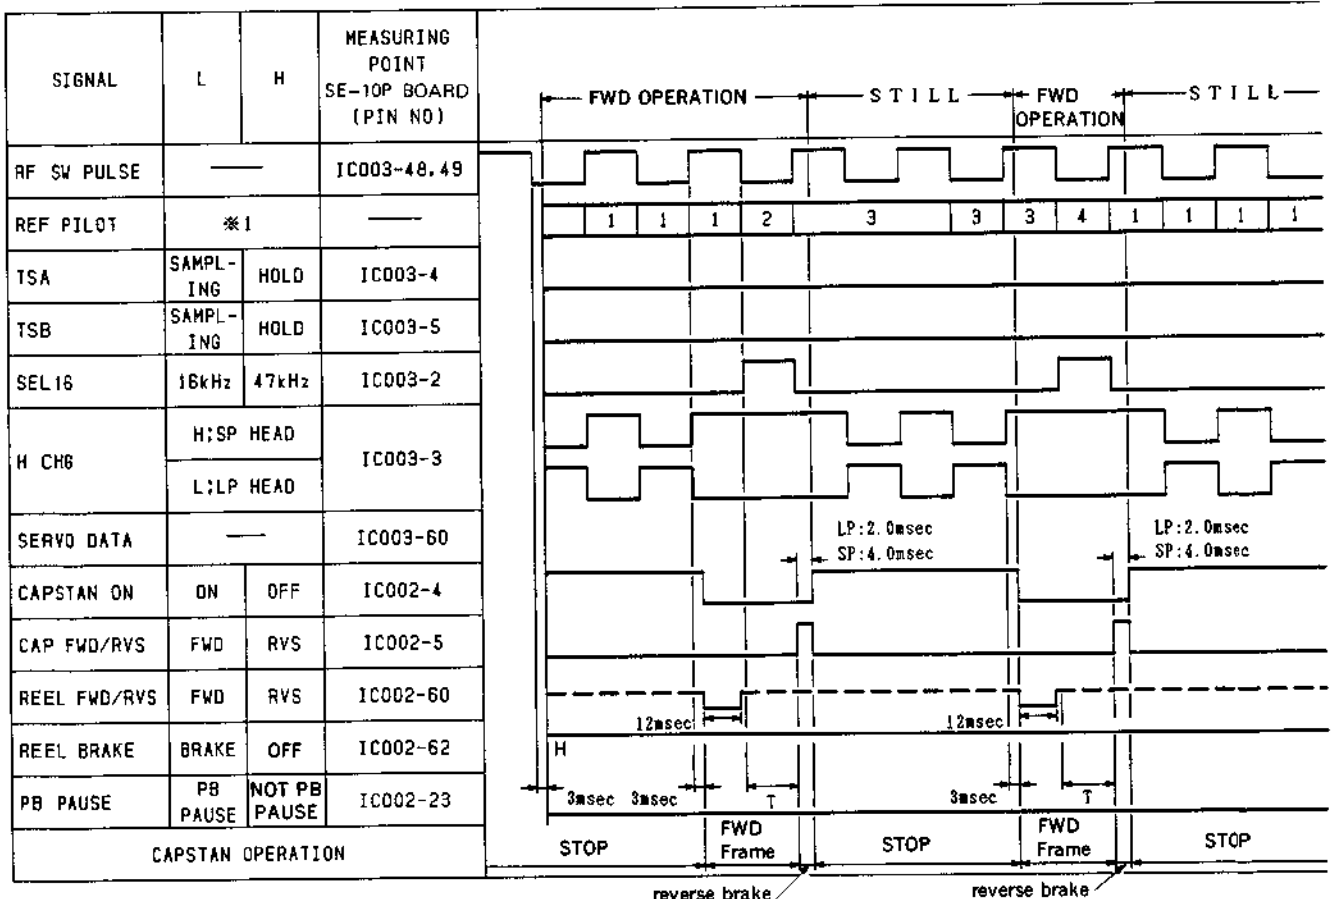 SIGNAL L H MEASURING POINT SE-10P BOARD (PIN NO)
FWD OPERATION STILL FWD OPERATION STILL
RF SW PULSE — IC003-48,49
REF PILOT ※1 —
1 1 1 2 3 3 3 4 1 1 1 1
TSA SAMPL-ING HOLD IC003-4
TSB SAMPL-ING HOLD IC003-5
SEL16 16kHz 47kHz IC003-2
H CHG H;SP HEAD IC003-3
L;LP HEAD
SERVO DATA — IC003-60
LP:2.0msec LP:2.0msec
SP:4.0msec SP:4.0msec
CAPSTAN ON ON OFF IC002-4
CAP FWD/RVS FWD RVS IC002-5
REEL FWD/RVS FWD RVS IC002-60
12msec 12msec
REEL BRAKE BRAKE OFF IC002-62
H
PB PAUSE PB PAUSE NOT PB PAUSE IC002-23
3msec 3msec T 3msec T
CAPSTAN OPERATION
STOP FWD Frame STOP FWD Frame STOP
reverse brake reverse brake